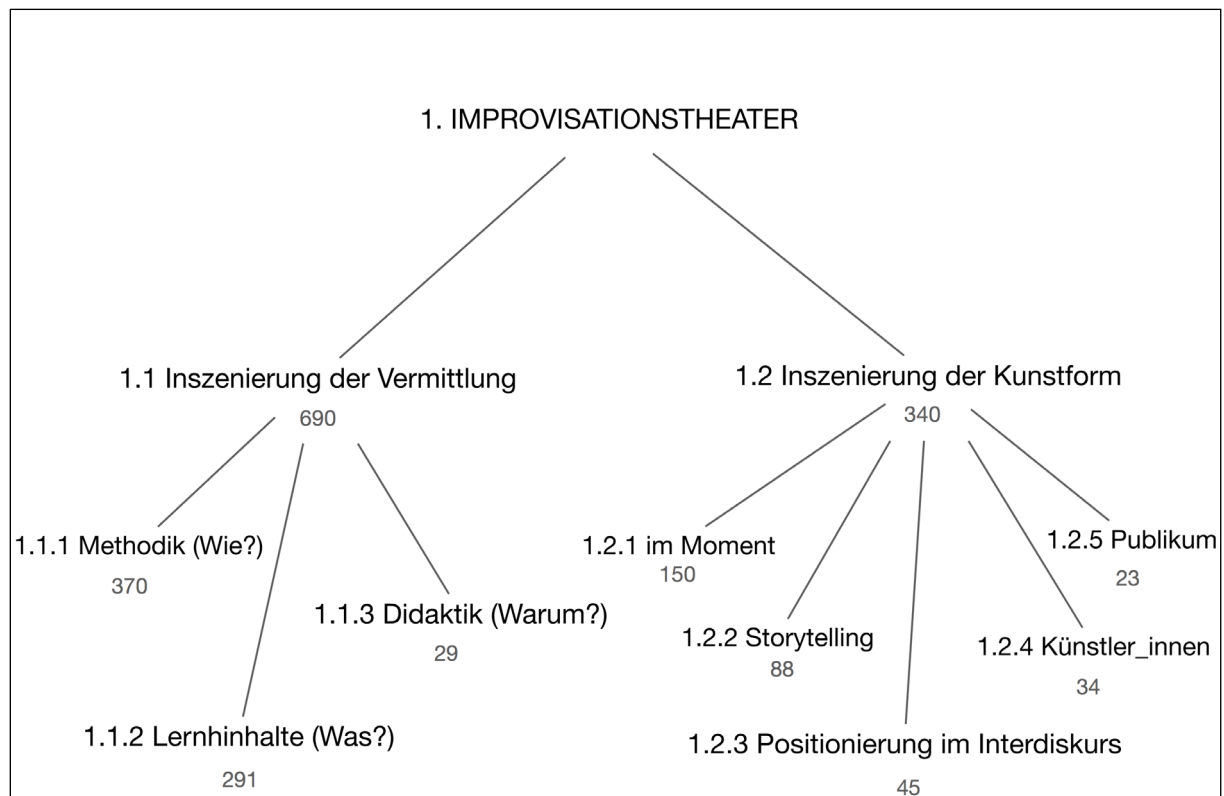 1. IMPROVISATIONSTHEATER
1.1 Inszenierung der Vermittlung
690
1.2 Inszenierung der Kunstform
340
1.1.1 Methodik (Wie?)
370
1.1.2 Lernhinhalte (Was?)
291
1.1.3 Didaktik (Warum?)
29
1.2.1 im Moment
150
1.2.2 Storytelling
88
1.2.3 Positionierung im Interdiskurs
45
1.2.4 Künstler_innen
34
1.2.5 Publikum
23